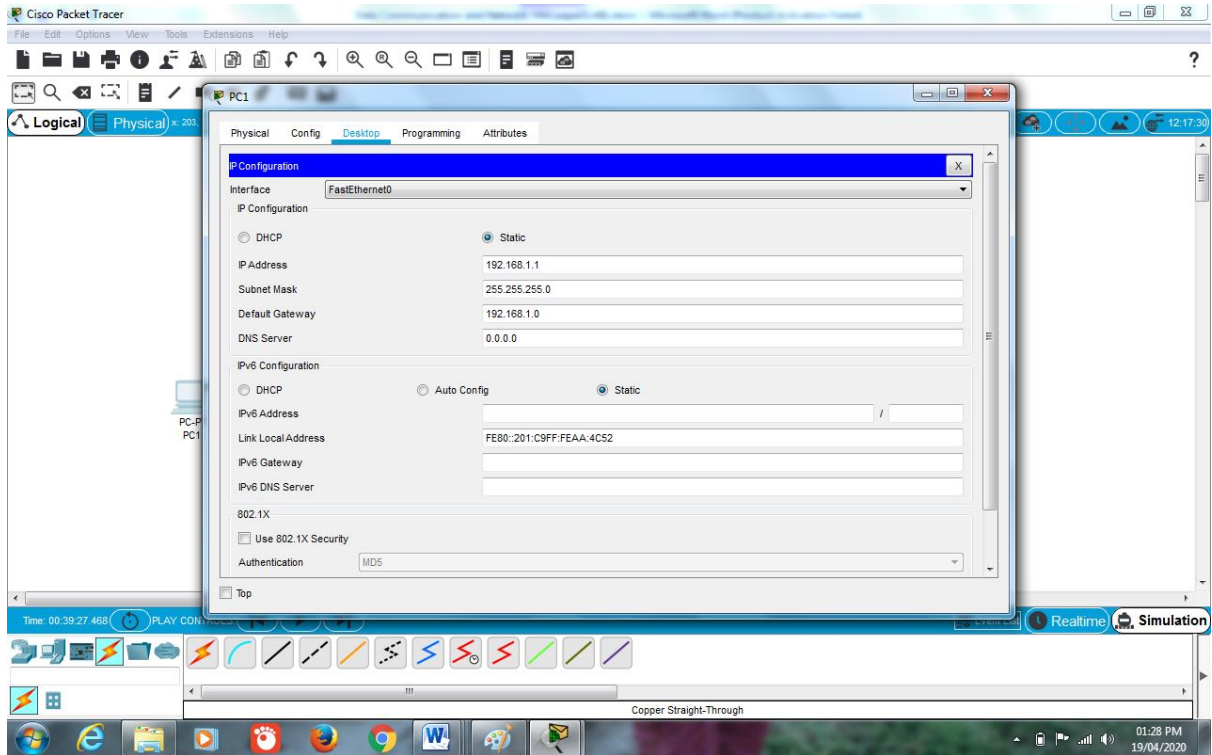 Cisco Packet Tracer
File Edit Options View Tools Extensions Help
?
PC1
Logical Physical x: 203, 12:17:30
Physical Config Desktop Programming Attributes
IP Configuration X
Interface FastEthernet0
IP Configuration
DHCP Static
IP Address 192.168.1.1
Subnet Mask 255.255.255.0
Default Gateway 192.168.1.0
DNS Server 0.0.0.0
IPv6 Configuration
DHCP Auto Config Static
IPv6 Address /
Link Local Address FE80::201:C9FF:FEAA:4C52
IPv6 Gateway
IPv6 DNS Server
802.1X
Use 802.1X Security
Authentication MD5
Top
PC-P
PC1
Time: 00:39:27.468 PLAY CONTROLS Event List Realtime Simulation
Copper Straight-Through
01:28 PM
19/04/2020